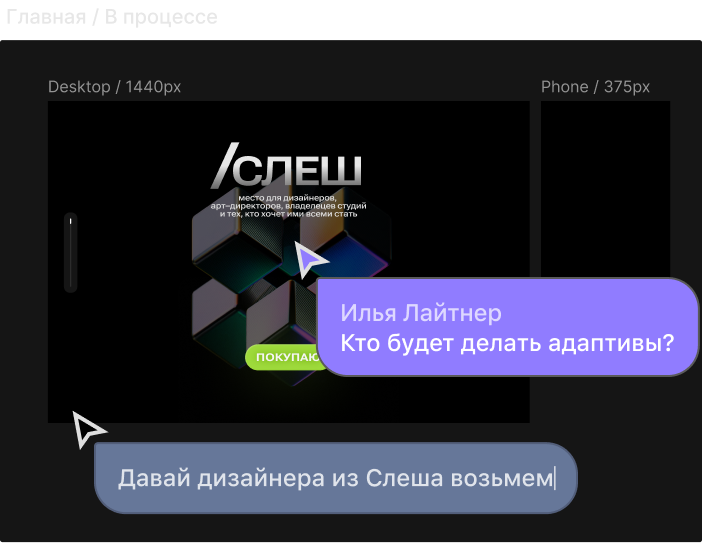 Главная / В процессе
Desktop / 1440px
Phone / 375px
/СЛЕШ
место для дизайнеров,
арт-директоров, владелецев студий
и тех, кто хочет ими всеми стать
Илья Лайтнер
Кто будет делать адаптивы?
Давай дизайнера из Слеша возьмем